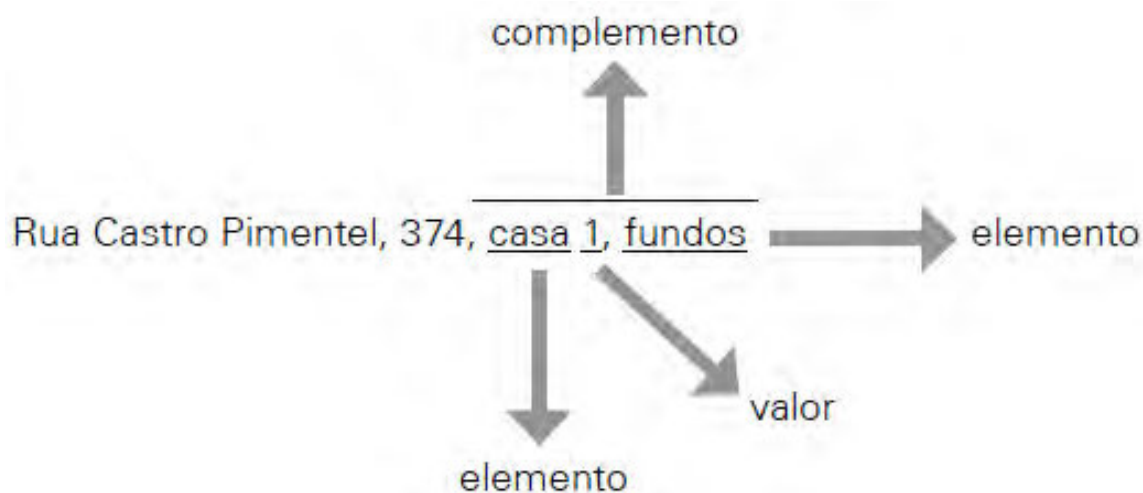 complemento
Rua Castro Pimentel, 374, casa 1, fundos
elemento
valor
elemento